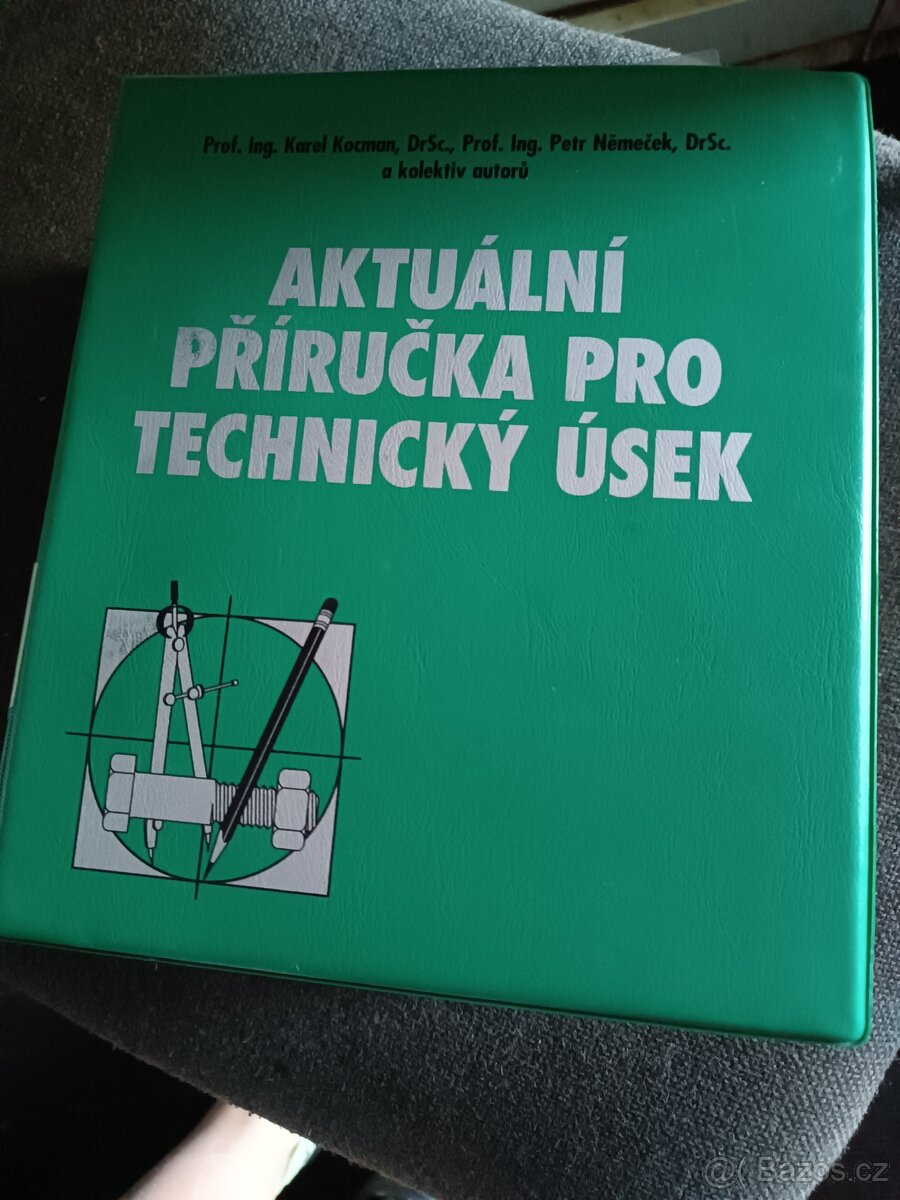 Prof. Ing. Karel Kocman, DrSc., Prof. Ing. Petr Němeček, DrSc.
a kolektiv autorů
AKTUÁLNÍ
PŘÍRUČKA PRO
TECHNICKÝ ÚSEK
@( Bazos.cz